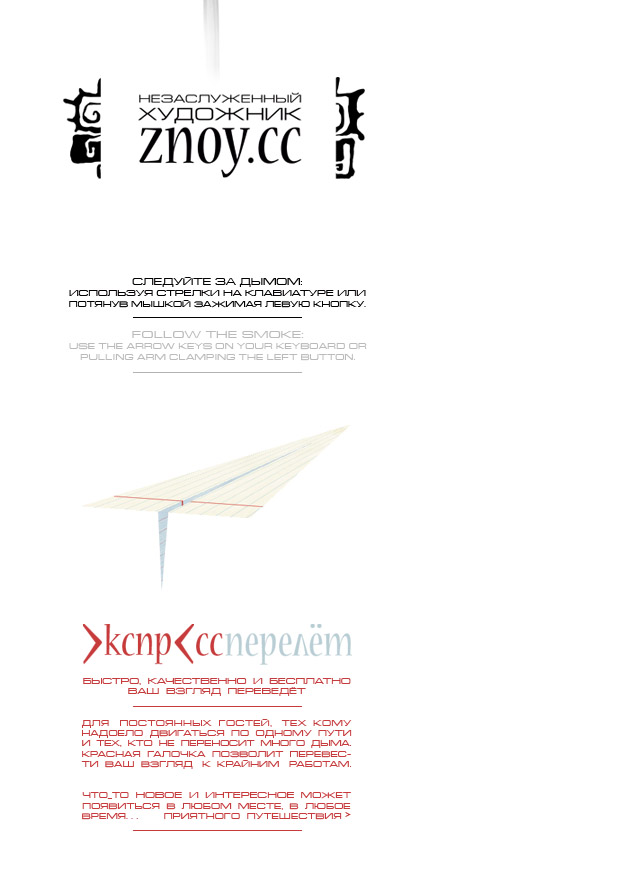 НЕЗАСЛУЖЕННЫЙ
ХУДОЖНИК
znoy.cc
СЛЕДУЙТЕ ЗА ДЫМОМ:
ИСПОЛЬЗУЯ СТРЕЛКИ НА КЛАВИАТУРЕ ИЛИ
ПОТЯНУВ МЫШКОЙ ЗАЖИМАЯ ЛЕВУЮ КНОПКУ.
FOLLOW THE SMOKE:
USE THE ARROW KEYS ON YOUR KEYBOARD OR
PULLING ARM CLAMPING THE LEFT BUTTON.
Экспрессперелёт
БЫСТРО, КАЧЕСТВЕННО И БЕСПЛАТНО
ВАШ ВЗГЛЯД ПЕРЕВЕДЁТ
ДЛЯ ПОСТОЯННЫХ ГОСТЕЙ, ТЕХ КОМУ
НАДОЕЛО ДВИГАТЬСЯ ПО ОДНОМУ ПУТИ
И ТЕХ, КТО НЕ ПЕРЕНОСИТ МНОГО ДЫМА.
КРАСНАЯ ГАЛОЧКА ПОЗВОЛИТ ПЕРЕВЕС-
ТИ ВАШ ВЗГЛЯД К КРАЙНИМ РАБОТАМ.
ЧТО_ТО НОВОЕ И ИНТЕРЕСНОЕ МОЖЕТ
ПОЯВИТЬСЯ В ЛЮБОМ МЕСТЕ, В ЛЮБОЕ
ВРЕМЯ... ПРИЯТНОГО ПУТЕШЕСТВИЯ >